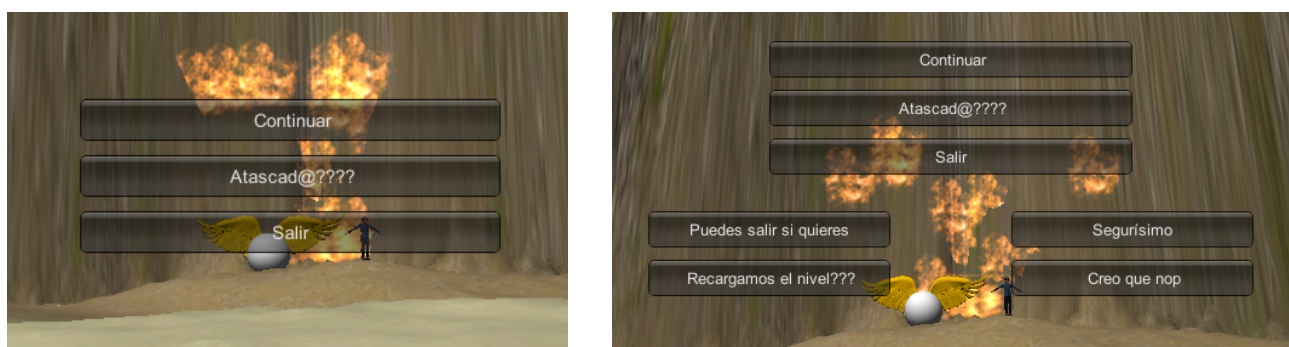 Continuar
Atascad@????
Salir
Continuar
Atascad@????
Salir
Puedes salir si quieres
Segurísimo
Recargamos el nivel???
Creo que nop